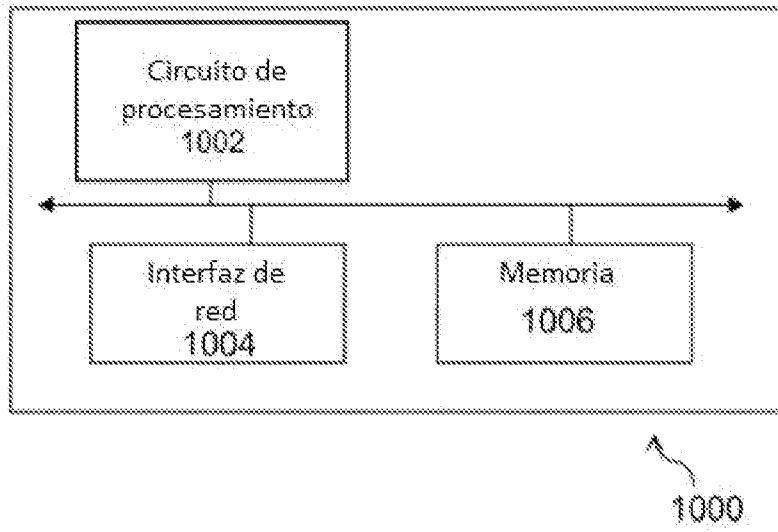 Circuito de
procesamiento
1002
Interfaz de
red
1004
Memoria
1006
1000